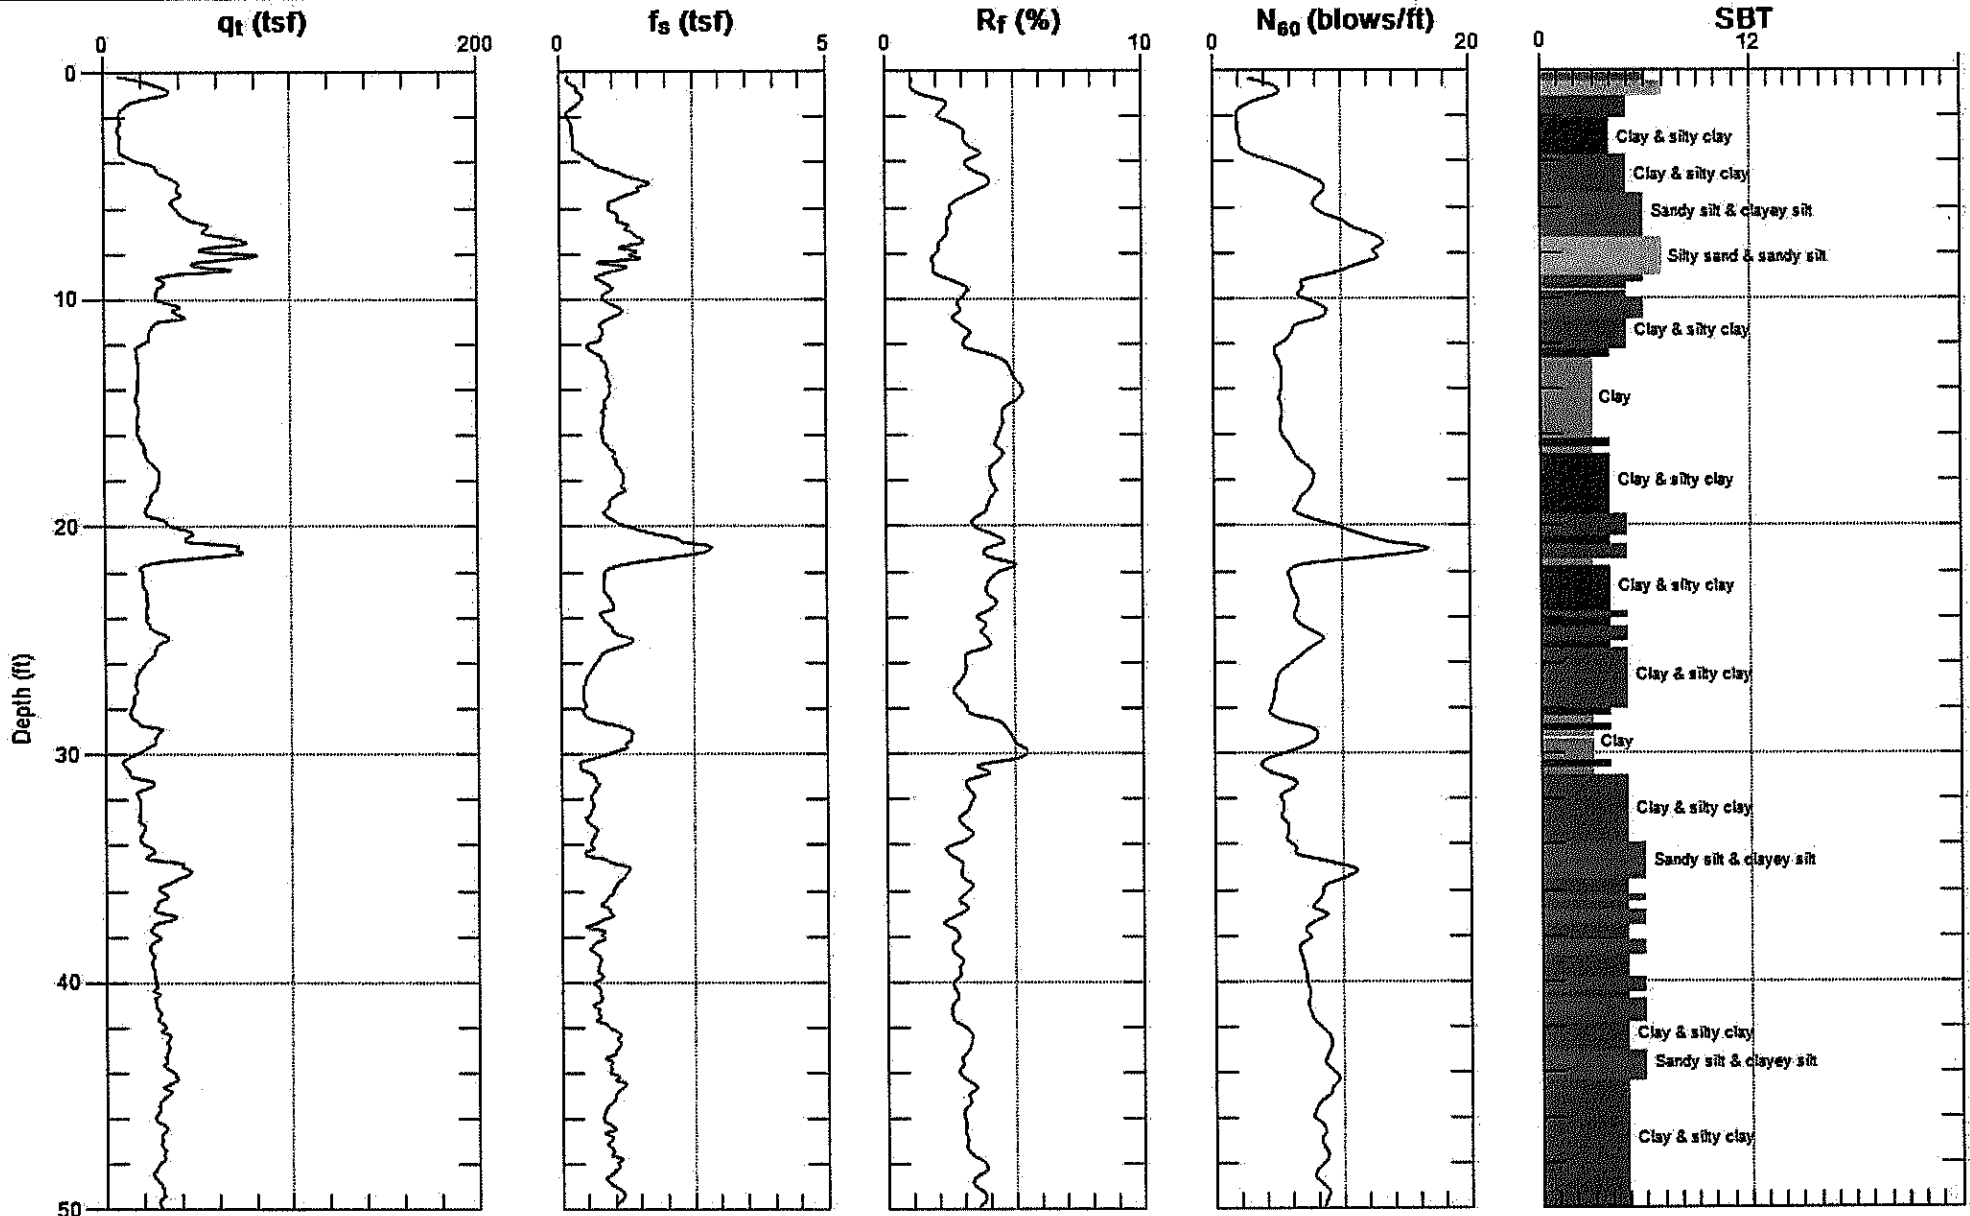 qt (tsf) fs (tsf) Rf (%) N60 (blows/ft) SBT
0 200 0 5 0 10 0 20 0 12
0
Clay & silty clay
Clay & silty clay
Sandy silt & clayey silt
Silty sand & sandy silt
10
Clay & silty clay
Clay
Clay & silty clay
20
Clay & silty clay
Depth (ft)
Clay & silty clay
Clay
30
Clay & silty clay
Sandy silt & clayey silt
40
Clay & silty clay
Sandy silt & clayey silt
Clay & silty clay
50